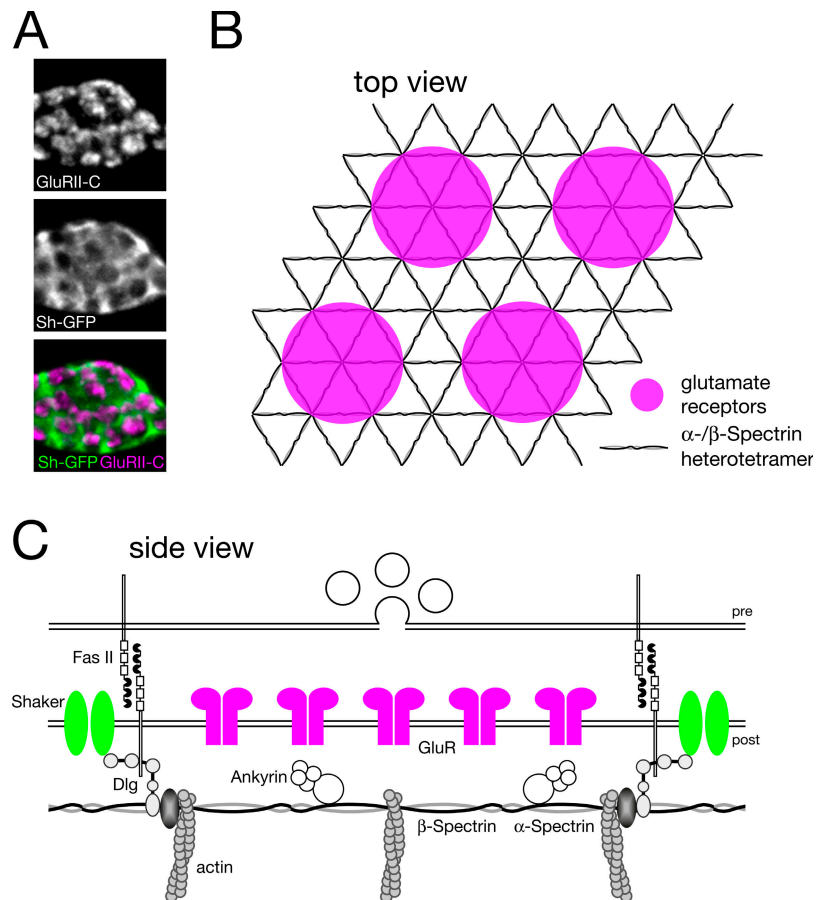 A
B
GluRII-C
Sh-GFP
Sh-GFP GluRII-C
top view
glutamate
receptors
α-/β-Spectrin
heterotetramer
C
side view
pre
Fas II
Shaker
GluR
post
Dlg
Ankyrin
β-Spectrin
α-Spectrin
actin